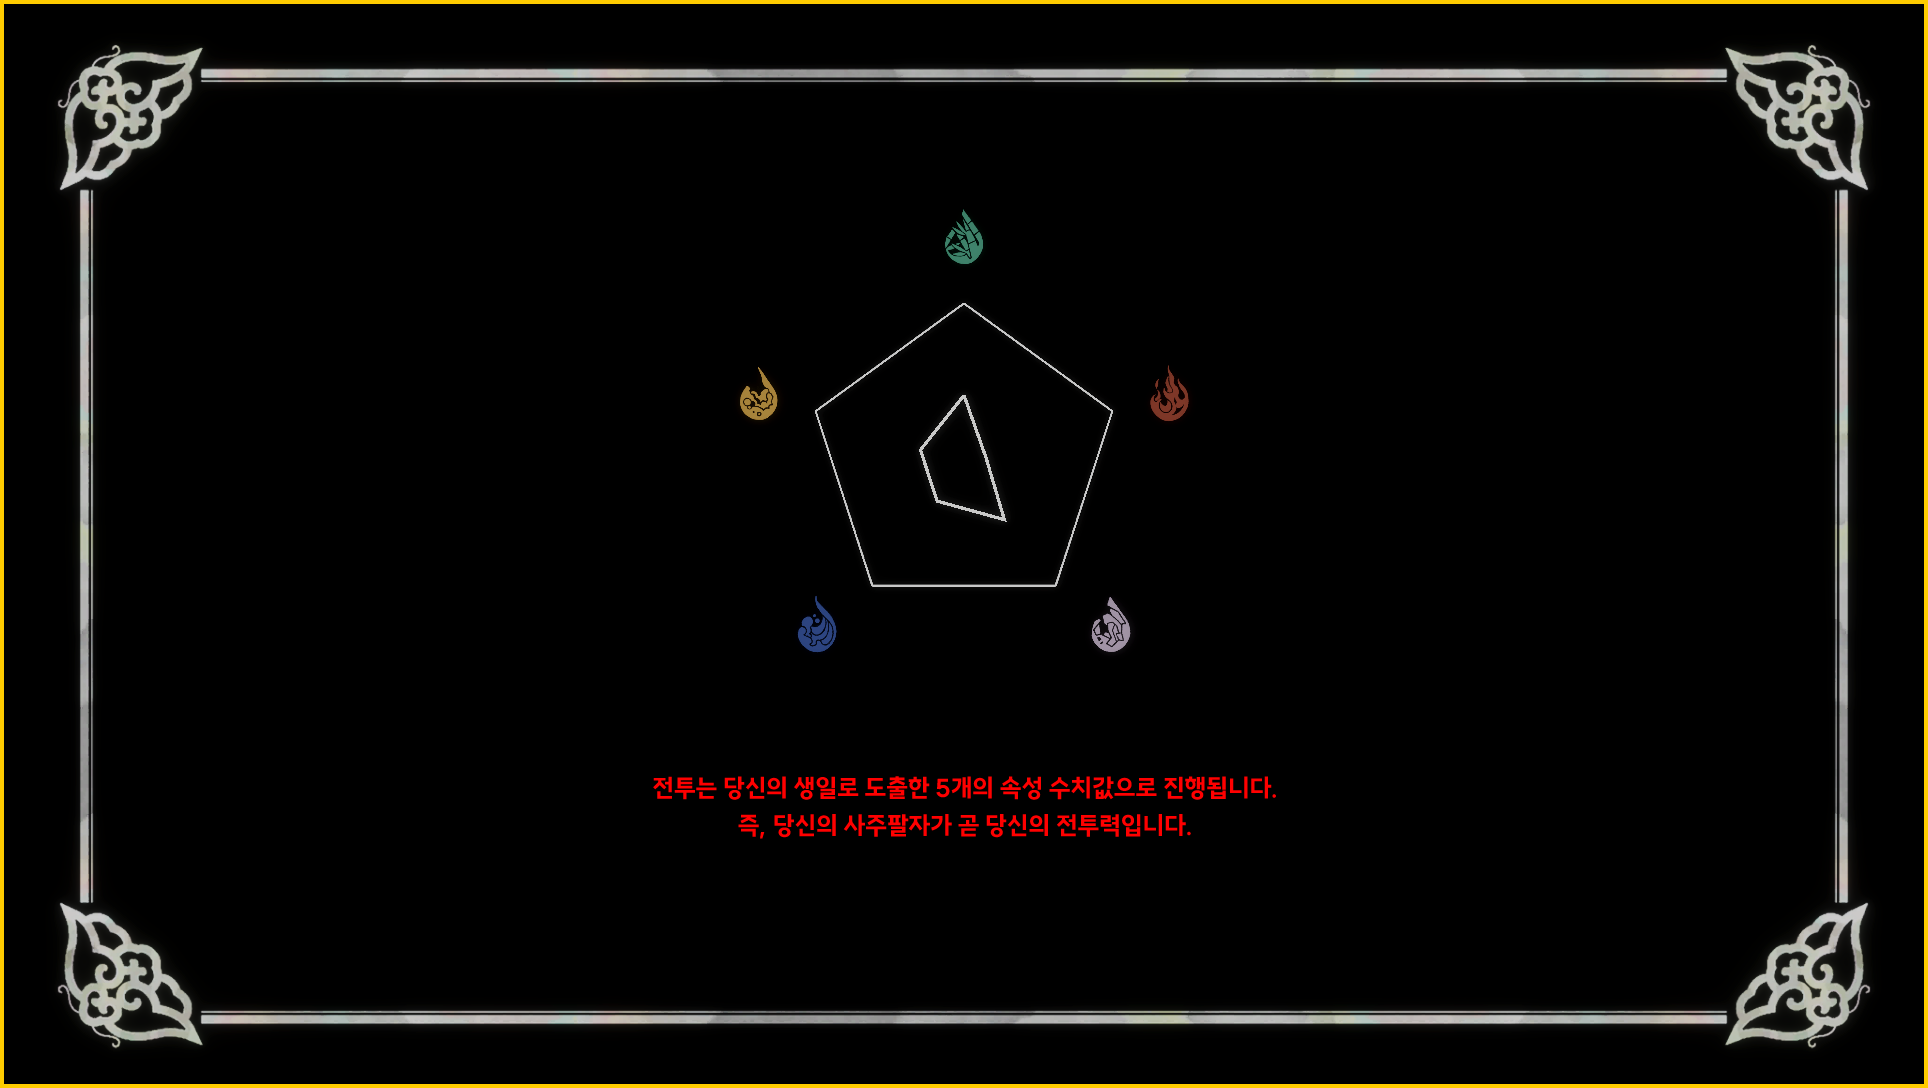 전투는 당신의 생일로 도출한 5개의 속성 수치값으로 진행됩니다.
즉, 당신의 사주팔자가 곧 당신의 전투력입니다.